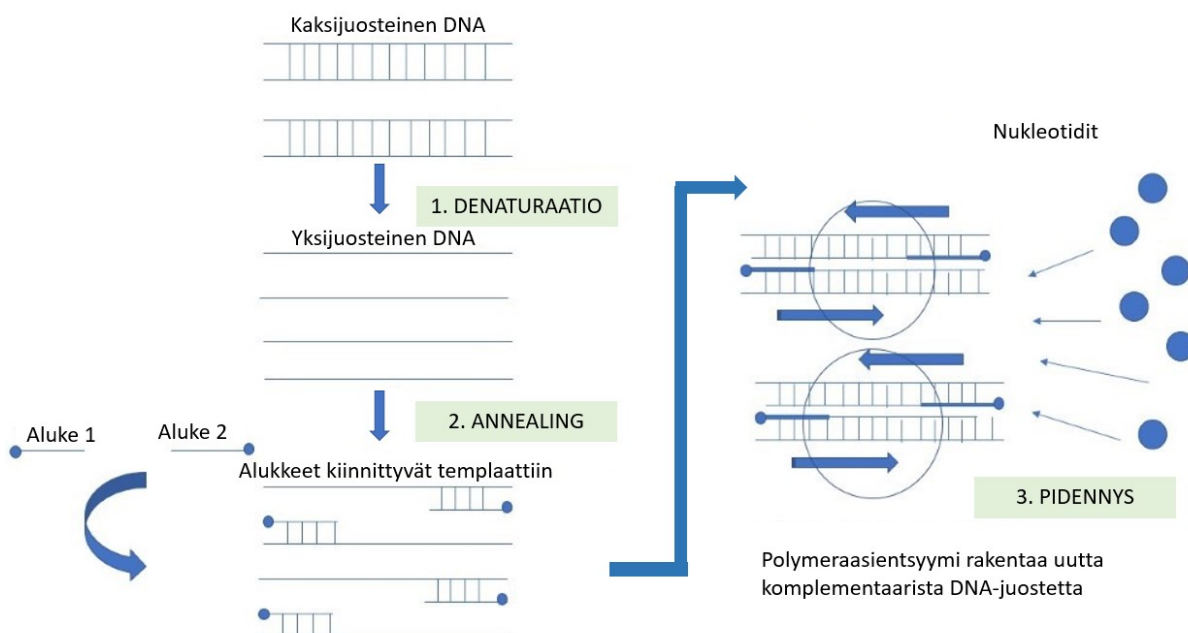 Kaksijuosteinen DNA
1. DENATURAATIO
Yksijuosteinen DNA
2. ANNEALING
Aluke 1
Aluke 2
Alukkeet kiinnittyvät templaattiin
Nukleotidit
3. PIDENNYS
Polymeraasientsyymi rakentaa uutta
komplementaarista DNA-juostetta